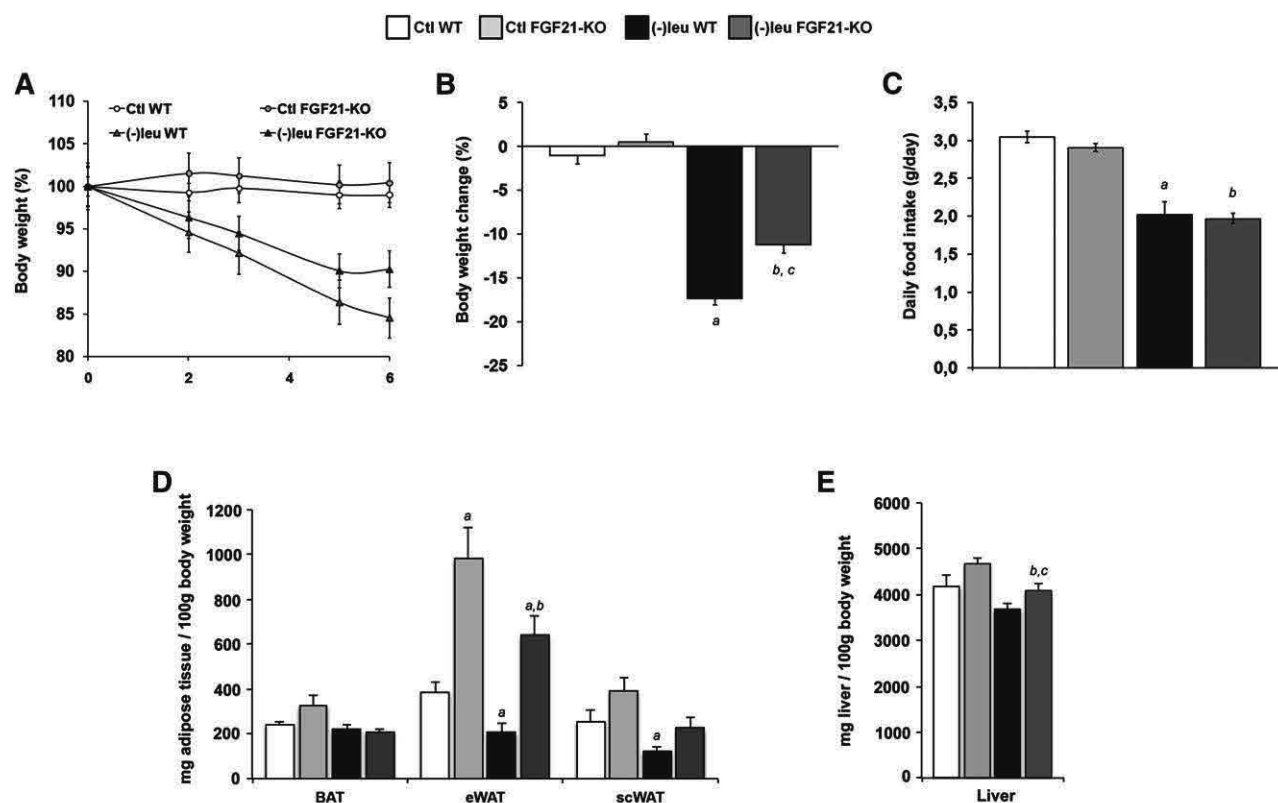 Ctl WT Ctl FGF21-KO (-)leu WT (-)leu FGF21-KO
A
Body weight (%)
110
105
100
95
90
85
80
0 2 4 6
Ctl WT Ctl FGF21-KO
(-)leu WT (-)leu FGF21-KO
B
Body weight change (%)
5
0
-5
-10
-15
-20
-25
a
b, c
C
Daily food intake (g/day)
3,5
3,0
2,5
2,0
1,5
1,0
0,5
0,0
a
b
D
mg adipose tissue / 100g body weight
1200
1000
800
600
400
200
0
a
a
a,b
a
BAT eWAT scWAT
E
mg liver / 100g body weight
6000
5000
4000
3000
2000
1000
0
b,c
Liver